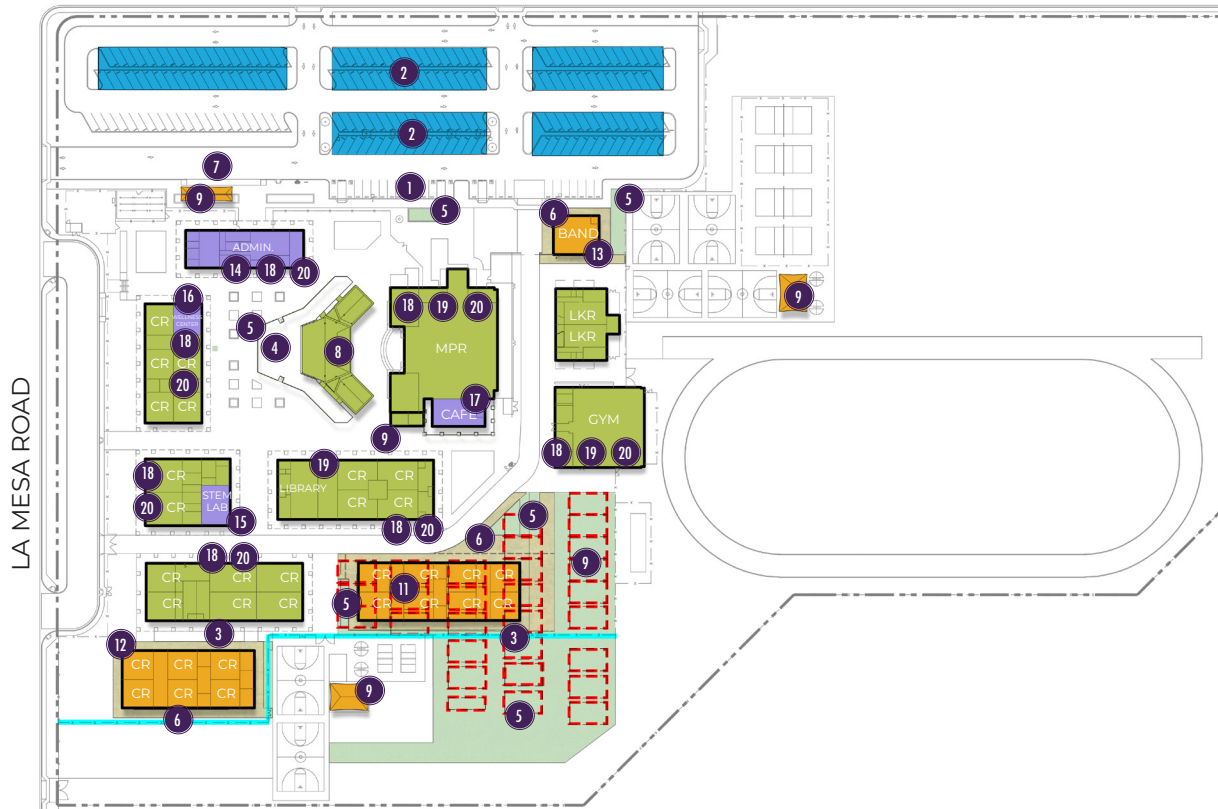 2
2
7
1
9
5
5
6
BAND
13
ADMIN.
14 18 20
9
16
CR
WELLNESS
CENTER
18
CR CR
20
CR CR
5
4
8
18 19 20
MPR
17
CAFE
9
LKR
LKR
GYM
18 19 20
LA MESA ROAD
18
CR
20
CR
STEM
LAB
15
19
LIBRARY
CR CR
CR CR
18 20
5
6
9
18 20
CR CR CR
CR CR CR
3
11
CR CR CR CR
CR CR CR CR
5
3
12
CR CR CR
CR CR CR
6
9
5